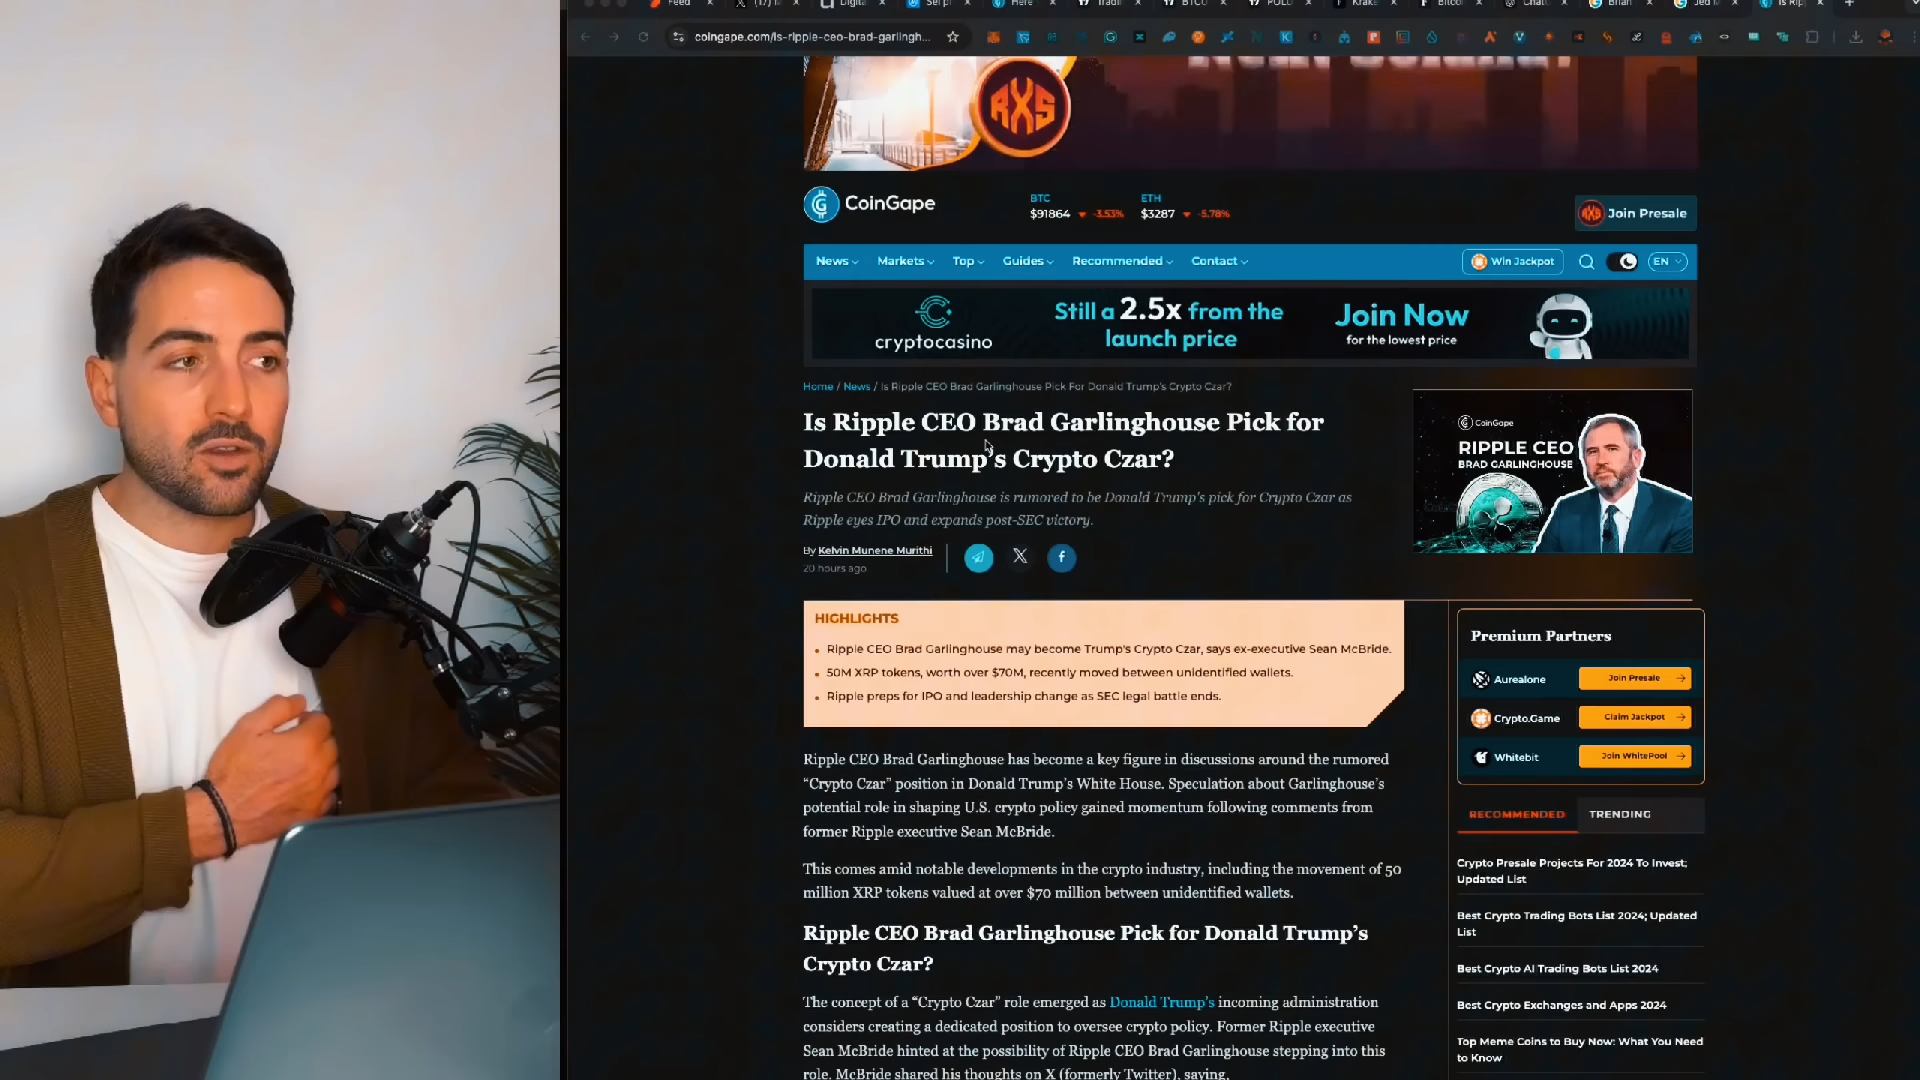 Feed
Digita
Here
BTCU
POLD
Krake
Bitcoi
Brian
Jed M
Is Rip
coingape.com/is-ripple-ceo-brad-garlingh...
RXS
CoinGape
BTC
$91864 -3.53%
ETH
$3287 -5.78%
RXS Join Presale
News Markets Top Guides Recommended Contact Win Jackpot EN
cryptocasino
Still a 2.5x from the
launch price
Join Now
for the lowest price
Home / News / Is Ripple CEO Brad Garlinghouse Pick For Donald Trump's Crypto Czar?
Is Ripple CEO Brad Garlinghouse Pick for
Donald Trump's Crypto Czar?
Ripple CEO Brad Garlinghouse is rumored to be Donald Trump's pick for Crypto Czar as
Ripple eyes IPO and expands post-SEC victory.
By Kelvin Munene Murithi
20 hours ago
CoinGape
RIPPLE CEO
BRAD GARLINGHOUSE
HIGHLIGHTS
Ripple CEO Brad Garlinghouse may become Trump's Crypto Czar, says ex-executive Sean McBride.
50M XRP tokens, worth over $70M, recently moved between unidentified wallets.
Ripple preps for IPO and leadership change as SEC legal battle ends.
Ripple CEO Brad Garlinghouse has become a key figure in discussions around the rumored
“Crypto Czar” position in Donald Trump's White House. Speculation about Garlinghouse's
potential role in shaping U.S. crypto policy gained momentum following comments from
former Ripple executive Sean McBride.
This comes amid notable developments in the crypto industry, including the movement of 50
million XRP tokens valued at over $70 million between unidentified wallets.
Ripple CEO Brad Garlinghouse Pick for Donald Trump's
Crypto Czar?
The concept of a “Crypto Czar” role emerged as Donald Trump's incoming administration
considers creating a dedicated position to oversee crypto policy. Former Ripple executive
Sean McBride hinted at the possibility of Ripple CEO Brad Garlinghouse stepping into this
role. McBride shared his thoughts on X (formerly Twitter), saying,
Premium Partners
Aurealone Join Presale
Crypto.Game Claim Jackpot
Whitebit Join WhitePool
RECOMMENDED TRENDING
Crypto Presale Projects For 2024 To Invest;
Updated List
Best Crypto Trading Bots List 2024; Updated
List
Best Crypto AI Trading Bots List 2024
Best Crypto Exchanges and Apps 2024
Top Meme Coins to Buy Now: What You Need
to Know